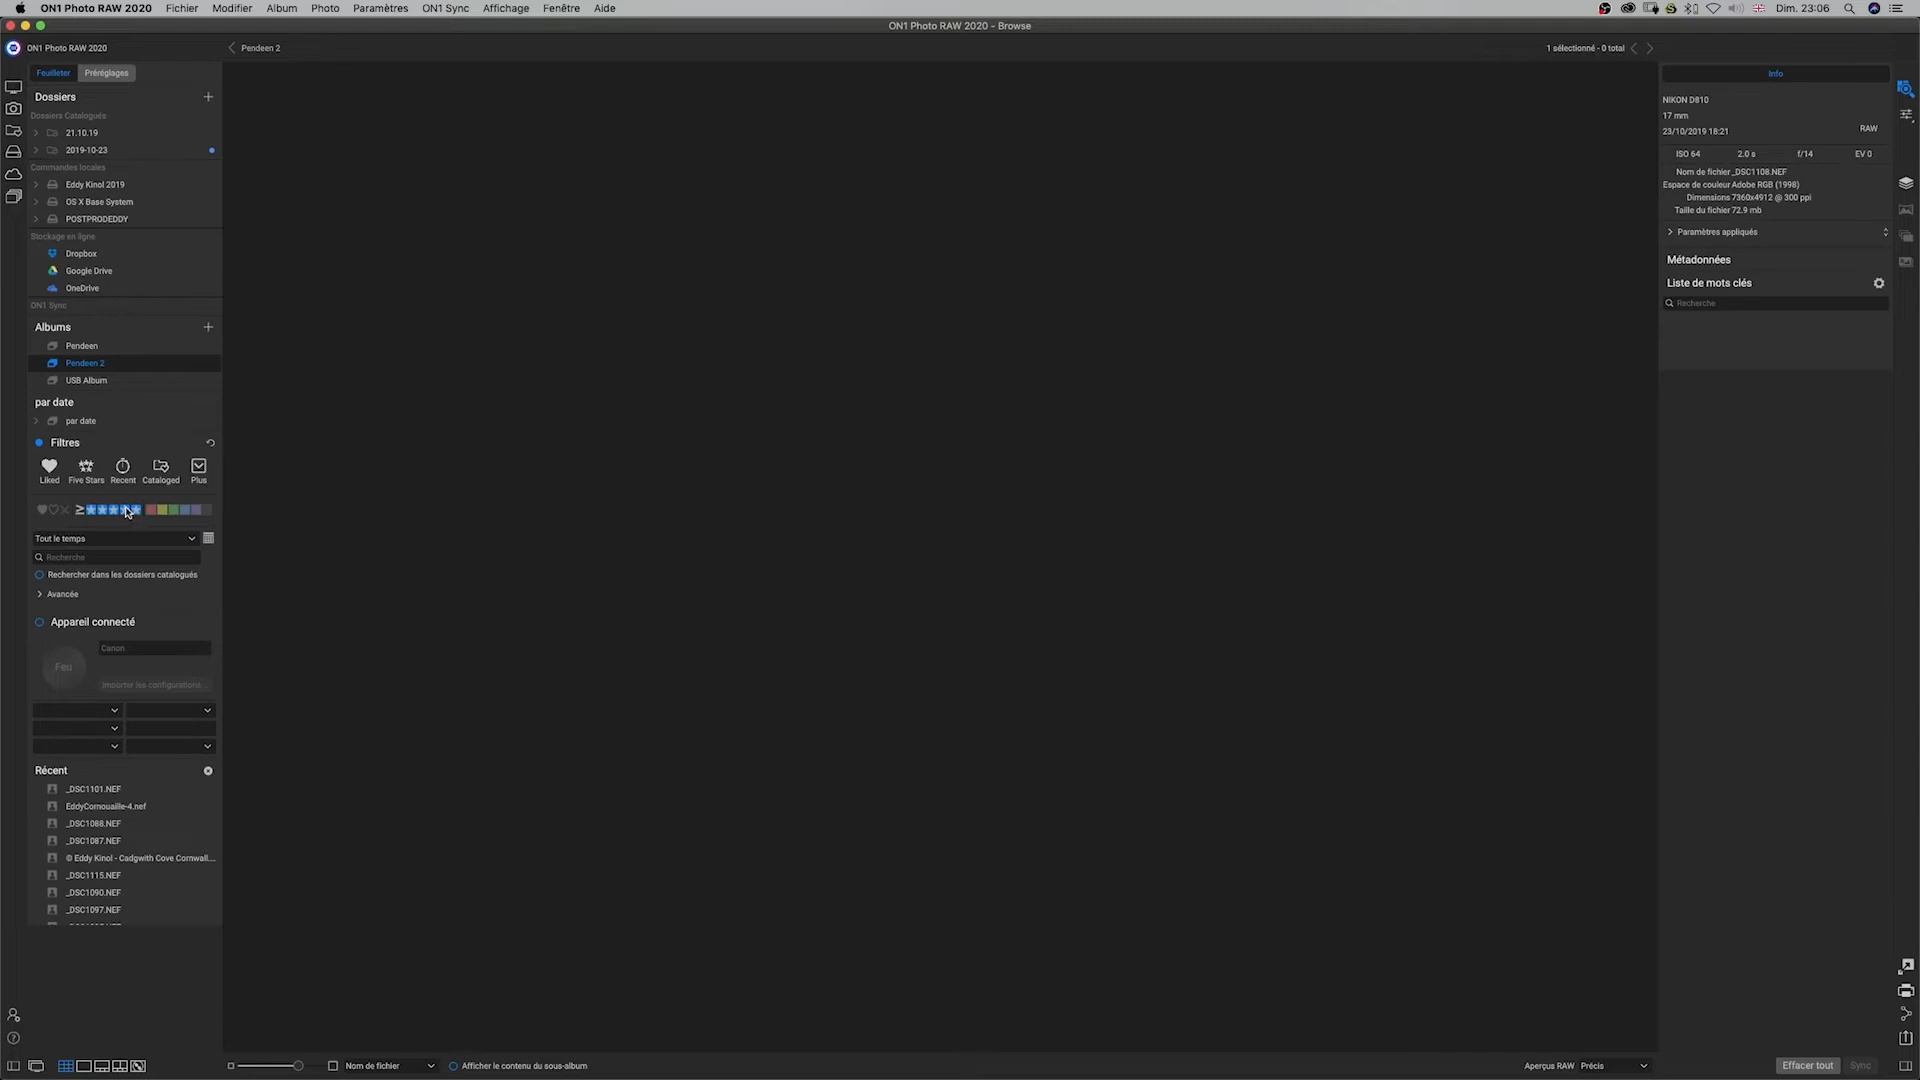 ON1 Photo RAW 2020 Fichier Modifier Album Photo Paramètres ON1 Sync Affichage Fenêtre Aide Dim. 23:06
ON1 Photo RAW 2020 - Browse
ON1 Photo RAW 2020 Pendeen 2 1 sélectionné - 0 total
Feuilleter Préréglages
Dossiers
Dossiers Catalogués
21.10.19
2019-10-23
Commandes locales
Eddy Kinol 2019
OS X Base System
POSTPRODEDDY
Stockage en ligne
Dropbox
Google Drive
OneDrive
ON1 Sync
Albums
Pendeen
Pendeen 2
USB Album
par date
par date
Filtres
Liked Five Stars Recent Cataloged Plus
≥
Tout le temps
Recherche
Rechercher dans les dossiers catalogués
Avancée
Appareil connecté
Canon
Feu
Importer les configurations...
Récent
_DSC1101.NEF
EddyCornouaille-4.nef
_DSC1088.NEF
_DSC1087.NEF
© Eddy Kinol - Cadgwith Cove Cornwall....
_DSC1115.NEF
_DSC1090.NEF
_DSC1097.NEF
Info
NIKON D810
17 mm
23/10/2019 18:21 RAW
ISO 64 2.0 s f/14 EV 0
Nom de fichier _DSC1108.NEF
Espace de couleur Adobe RGB (1998)
Dimensions 7360x4912 @ 300 ppi
Taille du fichier 72.9 mb
Paramètres appliqués
Métadonnées
Liste de mots clés
Recherche
Nom de fichier Afficher le contenu du sous-album Aperçus RAW Précis Effacer tout Sync